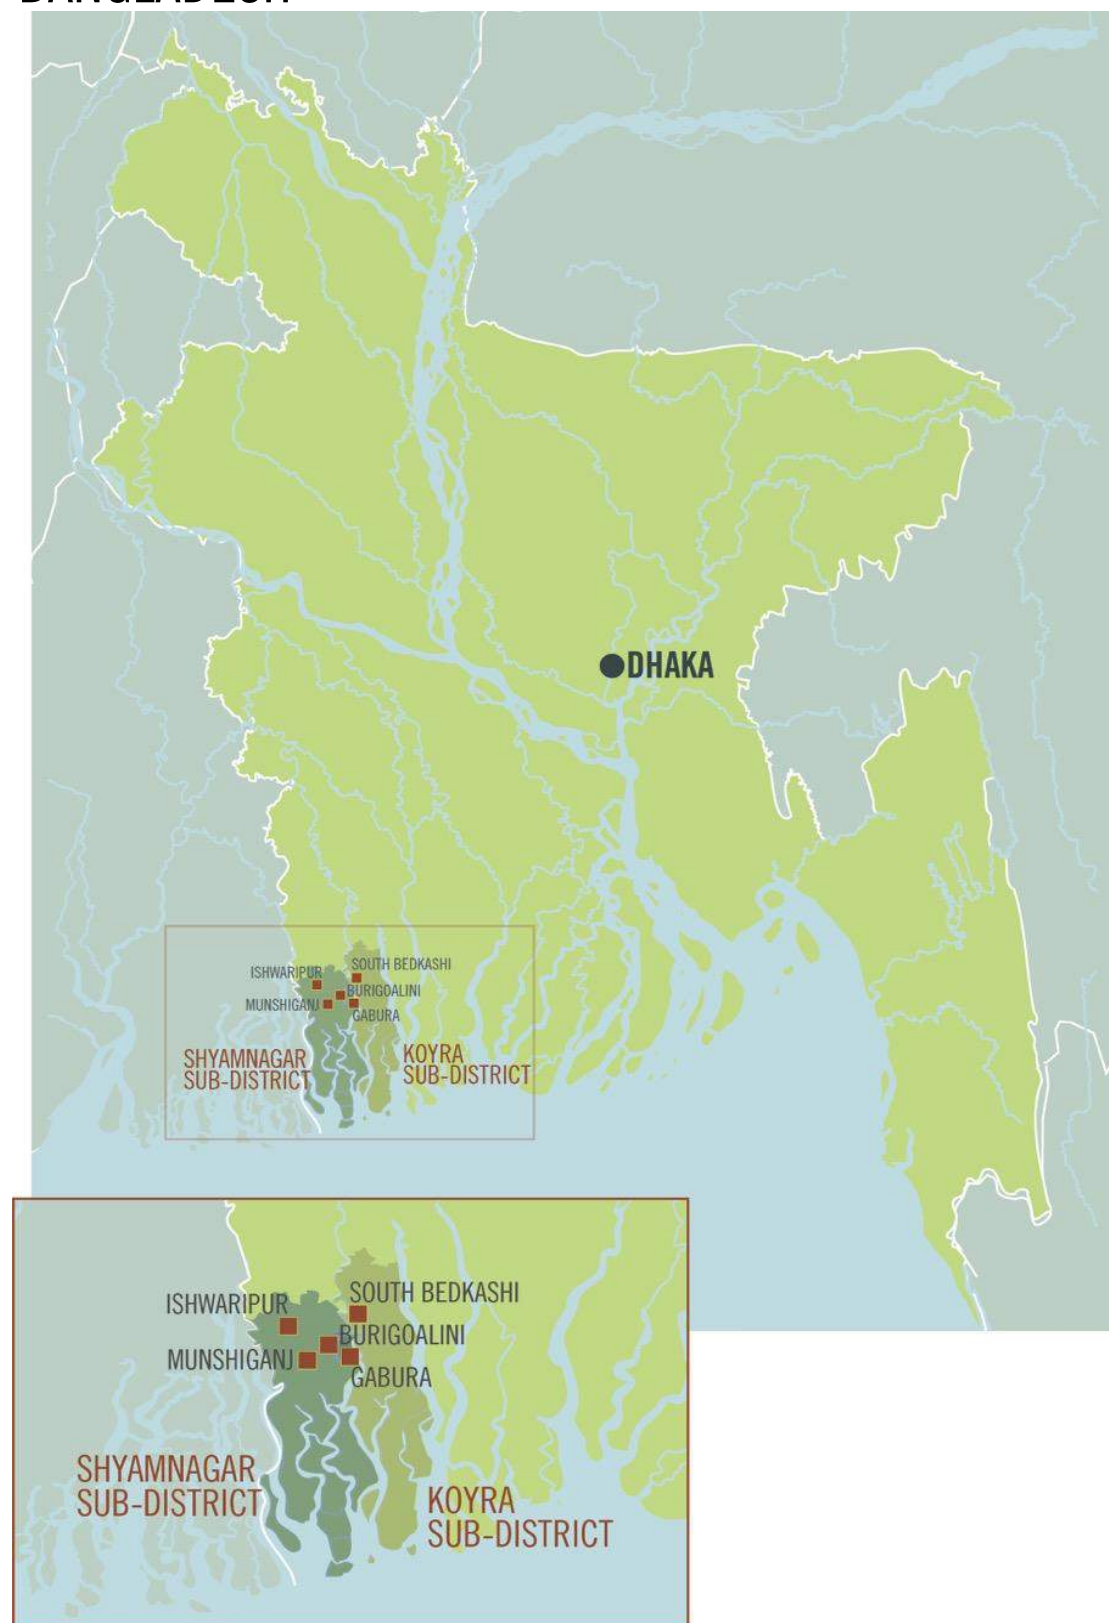 BANGLADESH
DHAKA
ISHWARIPUR
SOUTH BEDKASHI
BURIGOALINI
MUNSHIGANJ
GABURA
SHYAMNAGAR
SUB-DISTRICT
KOYRA
SUB-DISTRICT
ISHWARIPUR
SOUTH BEDKASHI
BURIGOALINI
MUNSHIGANJ
GABURA
SHYAMNAGAR
SUB-DISTRICT
KOYRA
SUB-DISTRICT